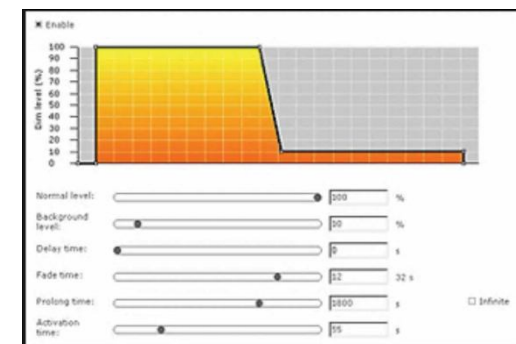 Enable
Dim level (%)
100
90
80
70
60
50
40
30
20
10
0
Normal level: 100 %
Background level: 10 %
Delay time: 0 s
Fade time: 12 32 s
Prolong time: 1800 s Infinite
Activation time: 55 s